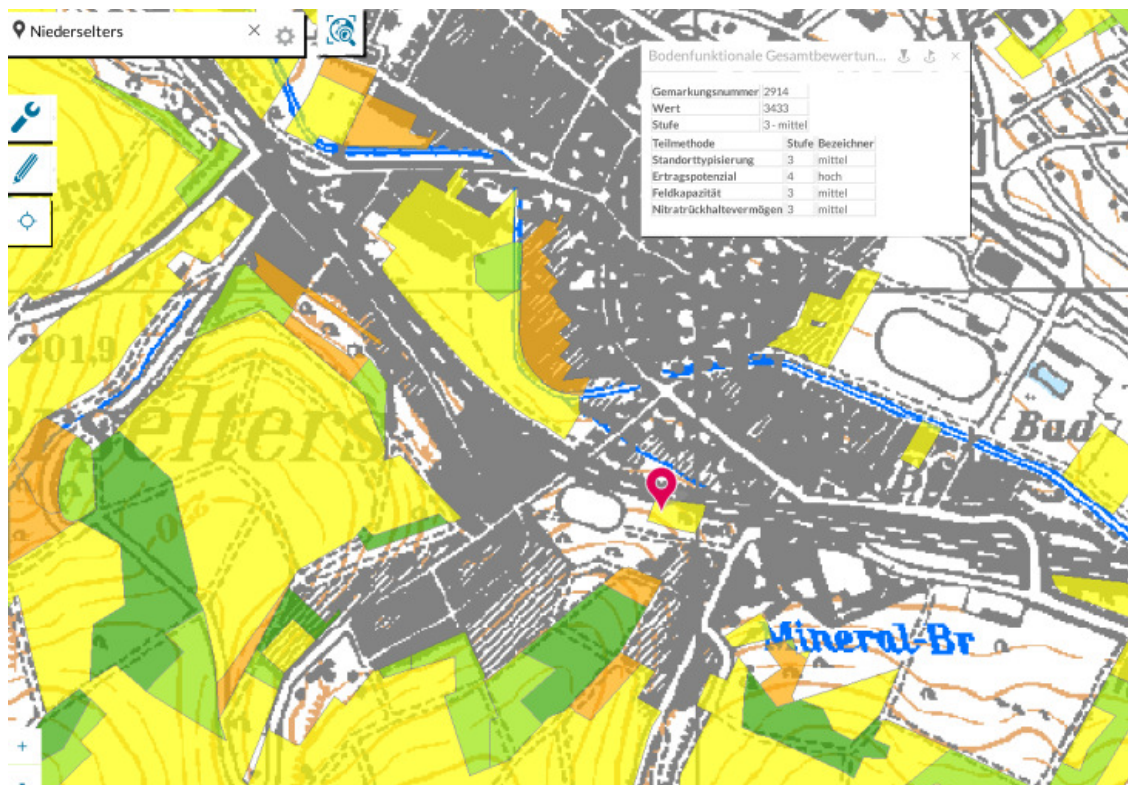 Niederselters ×
Bodenfunktionale Gesamtbewertun... ×
Gemarkungsnummer 2914
Wert 3433
Stufe 3 - mittel
Teilmethode Stufe Bezeichner
Standorttypisierung 3 mittel
Ertragspotenzial 4 hoch
Feldkapazität 3 mittel
Nitratrückhaltevermögen 3 mittel
201,9
erselters
Bad
Mineral-Br
+